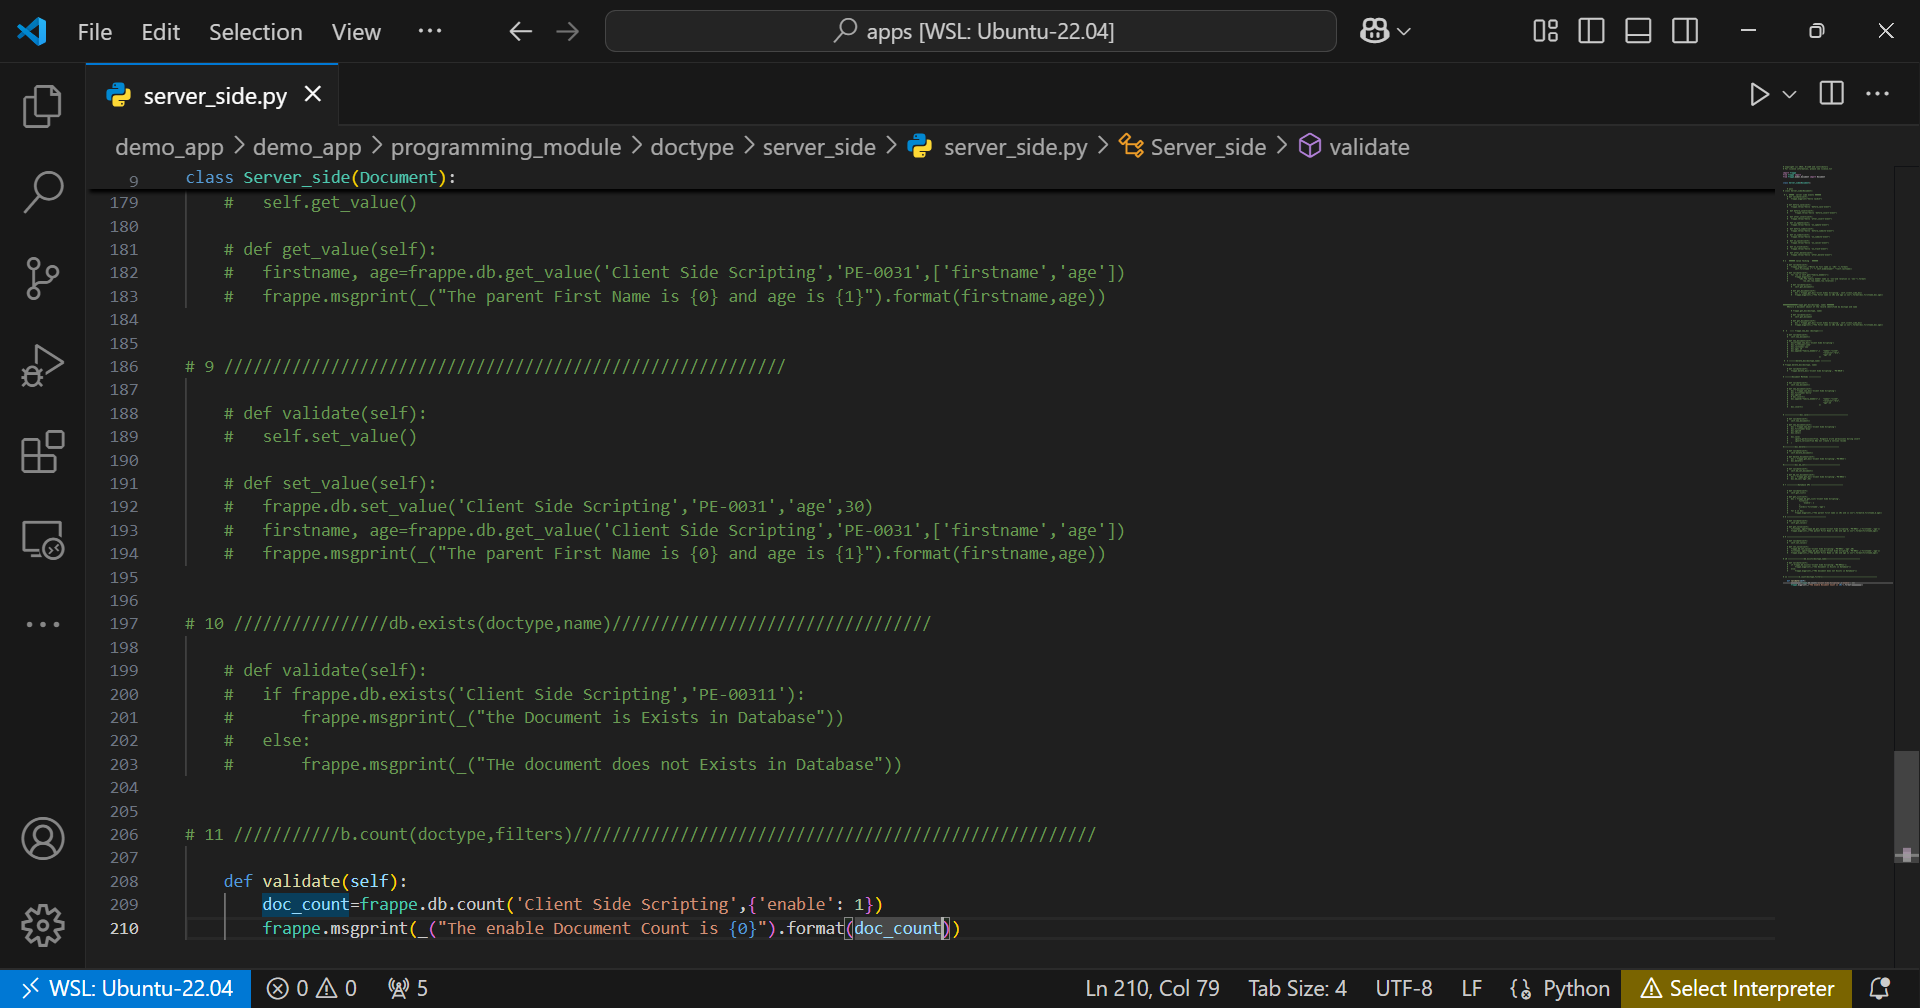 File Edit Selection View ··· apps [WSL: Ubuntu-22.04]
server_side.py
demo_app > demo_app > programming_module > doctype > server_side > server_side.py > Server_side > validate
9 class Server_side(Document):
179 # self.get_value()
180
181 # def get_value(self):
182 # firstname, age=frappe.db.get_value('Client Side Scripting','PE-0031',['firstname','age'])
183 # frappe.msgprint(_("The parent First Name is {0} and age is {1}").format(firstname,age))
184
185
186 # 9 //////////////////////////////////////////////////////////
187
188 # def validate(self):
189 # self.set_value()
190
191 # def set_value(self):
192 # frappe.db.set_value('Client Side Scripting','PE-0031','age',30)
193 # firstname, age=frappe.db.get_value('Client Side Scripting','PE-0031',['firstname','age'])
194 # frappe.msgprint(_("The parent First Name is {0} and age is {1}").format(firstname,age))
195
196
197 # 10 ////////////////db.exists(doctype,name)/////////////////////////////////
198
199 # def validate(self):
200 # if frappe.db.exists('Client Side Scripting','PE-00311'):
201 # frappe.msgprint(_("the Document is Exists in Database"))
202 # else:
203 # frappe.msgprint(_("THe document does not Exists in Database"))
204
205
206 # 11 ///////////b.count(doctype,filters)//////////////////////////////////////////////////////
207
208 def validate(self):
209 doc_count=frappe.db.count('Client Side Scripting',{'enable': 1})
210 frappe.msgprint(_("The enable Document Count is {0}").format(doc_count))
WSL: Ubuntu-22.04 0 0 5 Ln 210, Col 79 Tab Size: 4 UTF-8 LF Python Select Interpreter